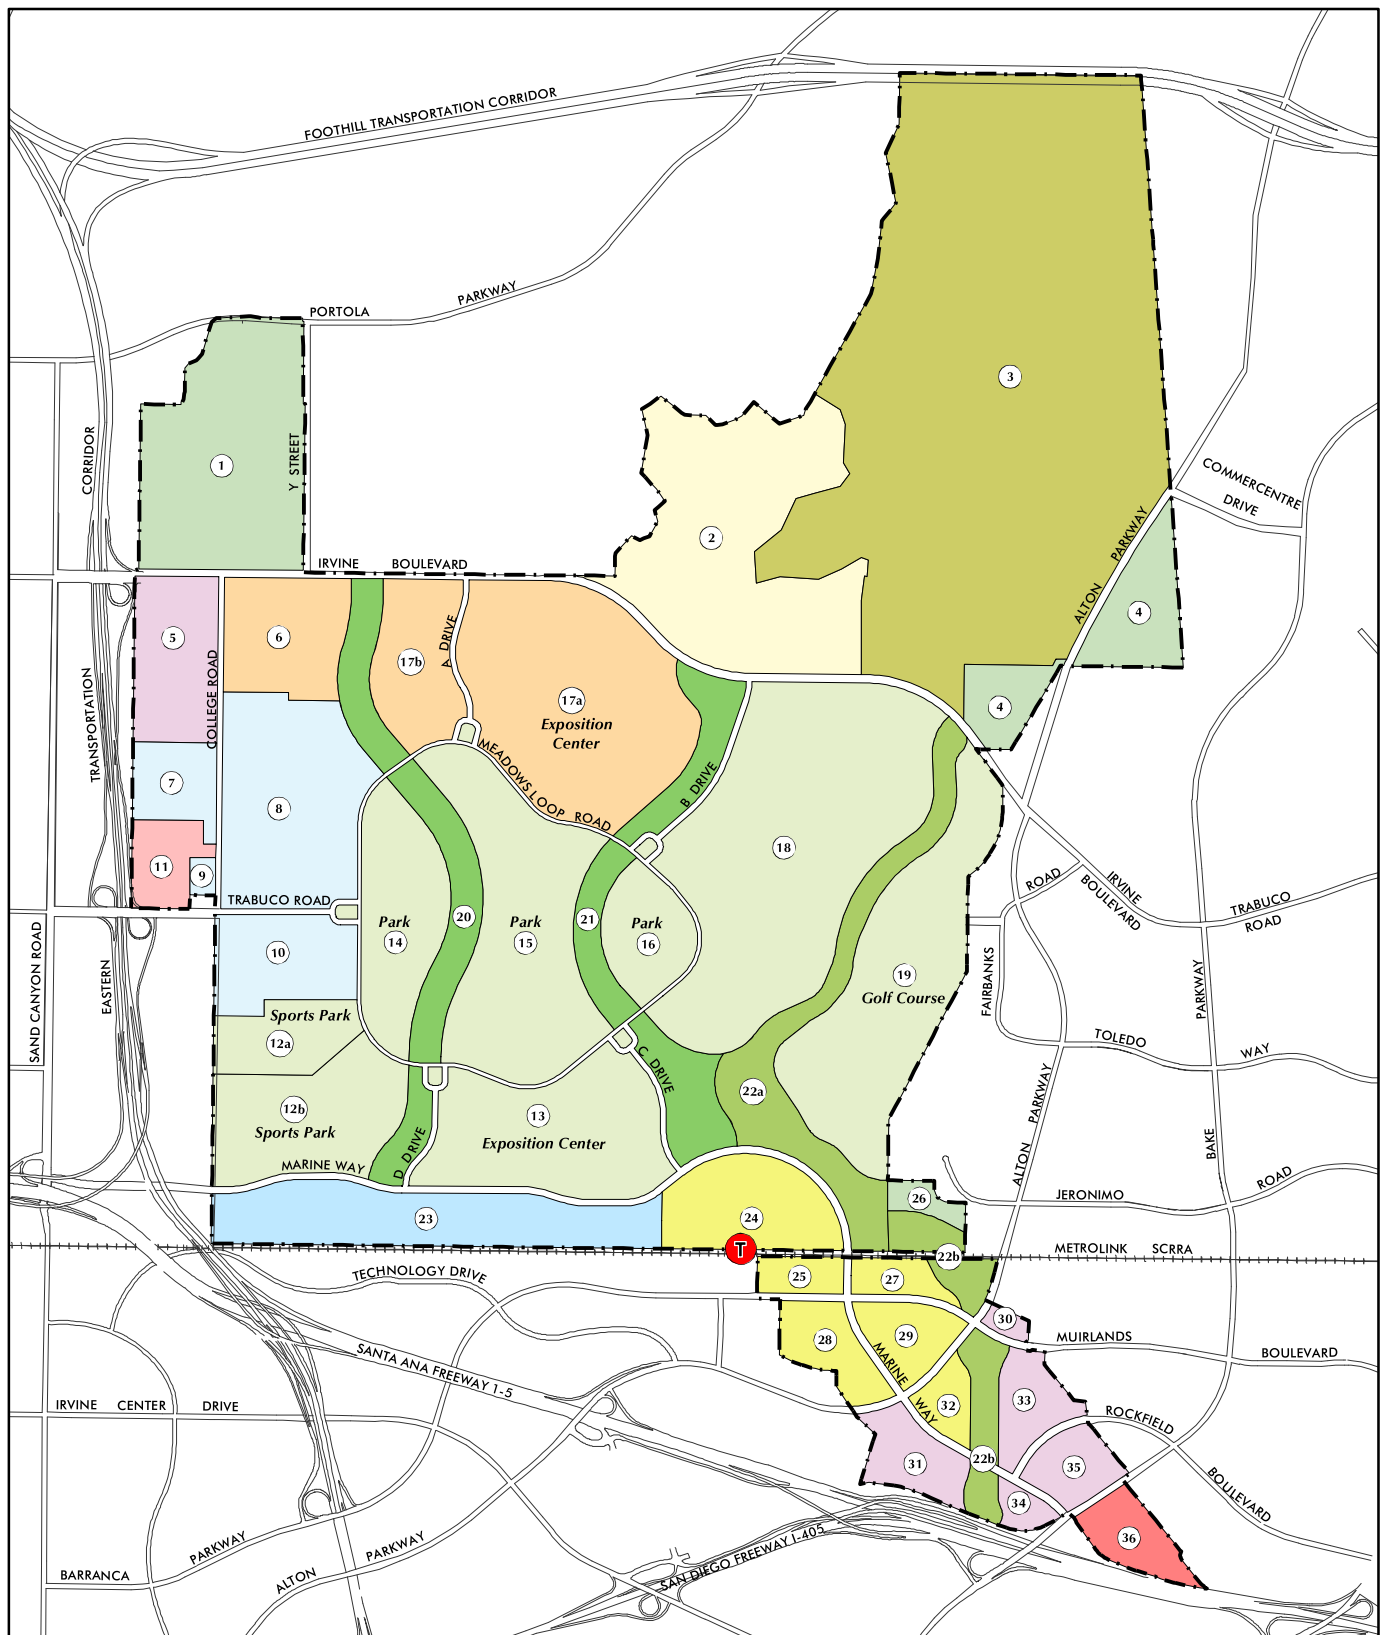 FOOTHILL TRANSPORTATION CORRIDOR
PORTOLA
PARKWAY
3
CORRIDOR
1
Y STREET
COMMERCENTRE
DRIVE
2
PARKWAY
ALTON
4
IRVINE BOULEVARD
5
6
17b
A DRIVE
17a
Exposition
Center
4
COLLEGE ROAD
TRANSPORTATION
MEADOWS LOOP ROAD
B DRIVE
7
8
18
11
9
TRABUCO ROAD
ROAD
IRVINE
BOULEVARD
TRABUCO
ROAD
Park
14
20
Park
15
21
Park
16
10
19
Golf Course
SAND CANYON ROAD
EASTERN
FAIRBANKS
PARKWAY
Sports Park
12a
C DRIVE
TOLEDO
WAY
22a
12b
Sports Park
13
Exposition Center
PARKWAY
ALTON
BAKE
MARINE WAY
D DRIVE
26
JERONIMO
ROAD
23
24
T
22b
METROLINK SCRRA
TECHNOLOGY DRIVE
25
27
30
28
29
MUIRLANDS
BOULEVARD
SANTA ANA FREEWAY 1-5
MARINE
WAY
32
33
IRVINE CENTER DRIVE
ROCKFIELD
BOULEVARD
31
22b
35
34
36
PARKWAY
BARRANCA
PARKWAY
ALTON
SAN DIEGO FREEWAY I-405